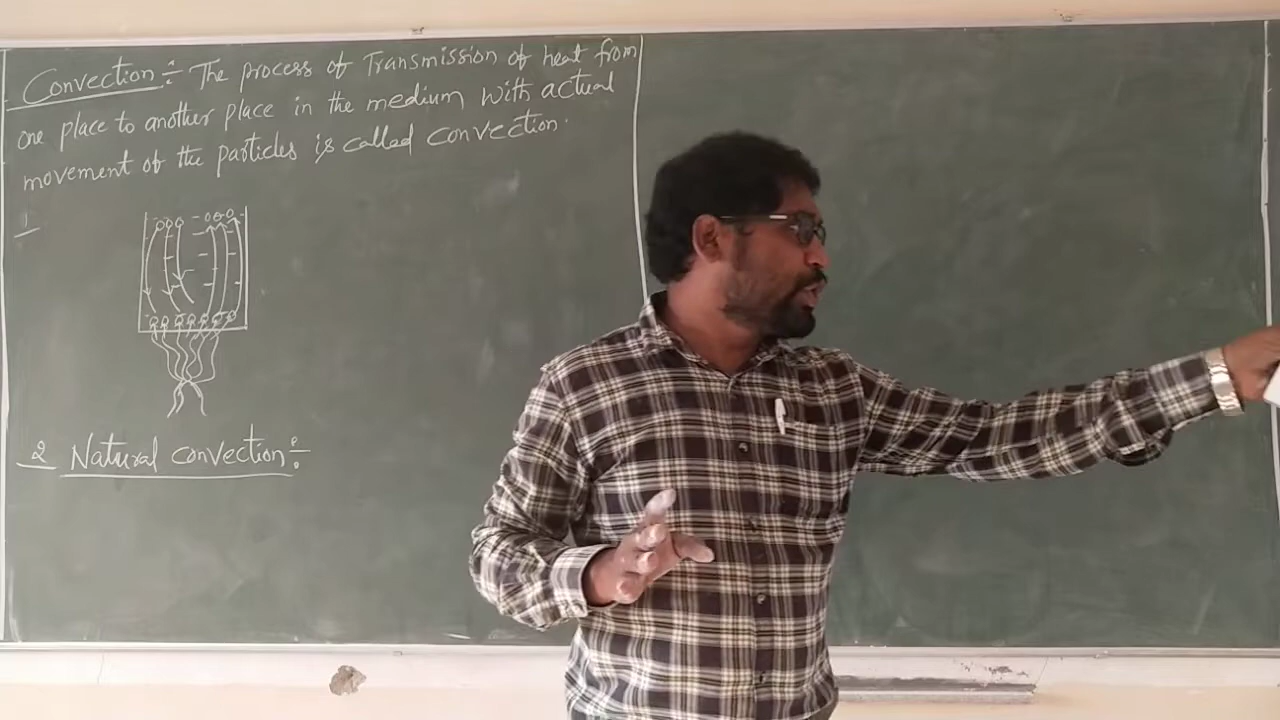 Convection ÷ The process of Transmission of heat from
one place to another place in the medium with actual
movement of the particles is called convection.
1
2 Natural convection ÷